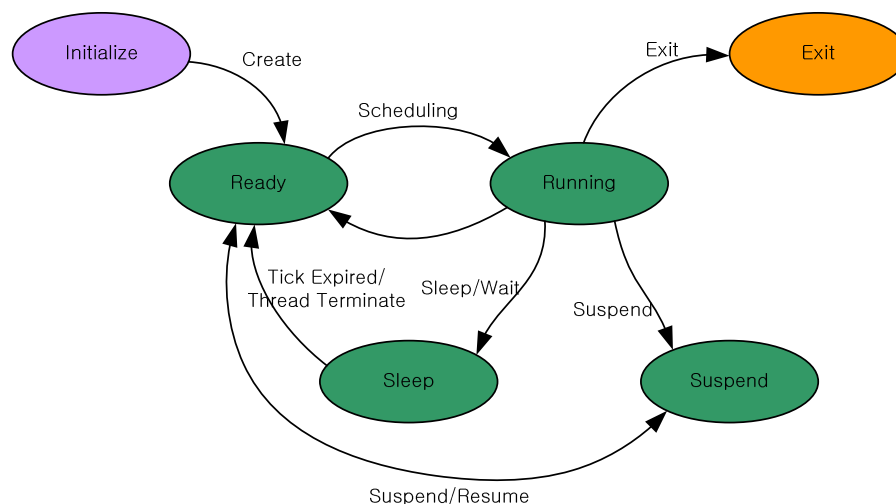 Initialize
Create
Exit
Exit
Scheduling
Ready
Running
Tick Expired/
Thread Terminate
Sleep/Wait
Suspend
Sleep
Suspend
Suspend/Resume